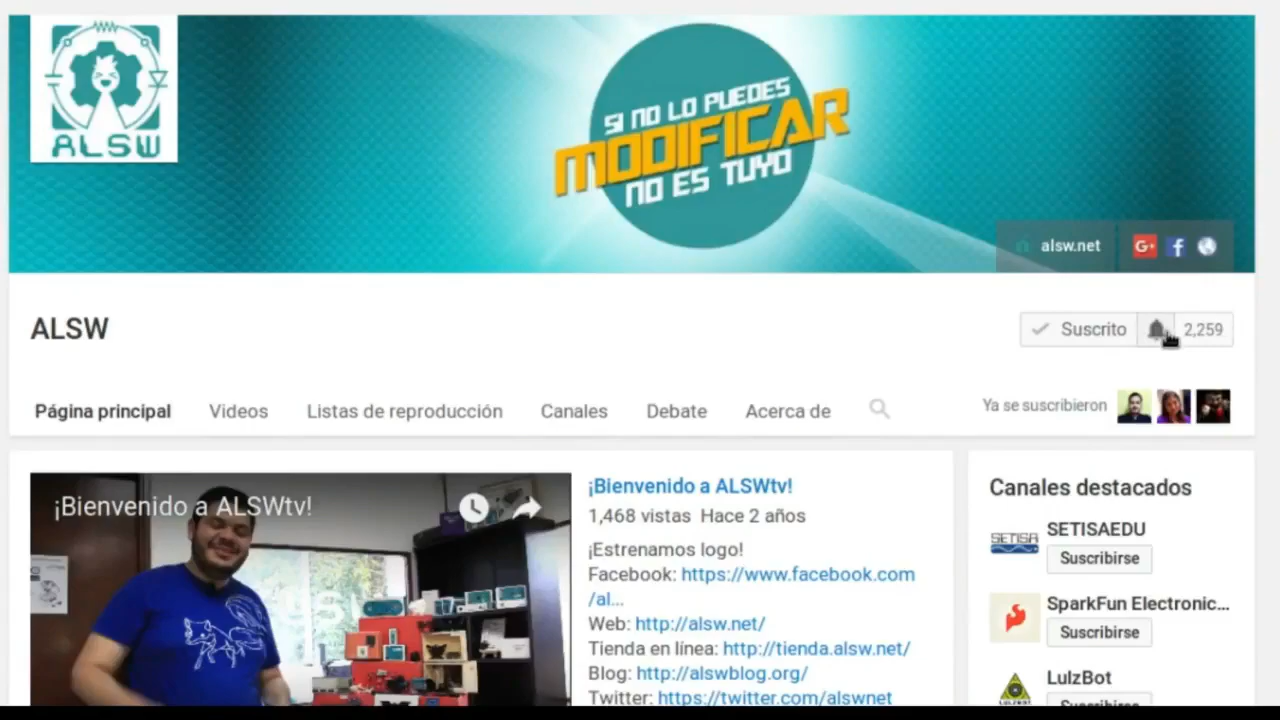 ALSW
SI NO LO PUEDES
MODIFICAR
NO ES TUYO
alsw.net
G+
f
ALSW
Suscrito
2,259
Página principal
Videos
Listas de reproducción
Canales
Debate
Acerca de
Ya se suscribieron
¡Bienvenido a ALSWtv!
¡Bienvenido a ALSWtv!
1,468 vistas Hace 2 años
¡Estrenamos logo!
Facebook: https://www.facebook.com
/al...
Web: http://alsw.net/
Tienda en línea: http://tienda.alsw.net/
Blog: http://alswblog.org/
Twitter: https://twitter.com/alswnet
Canales destacados
SETISA
SETISAEDU
Suscribirse
SparkFun Electronic...
Suscribirse
LulzBot
LULZBOT
Suscribirse